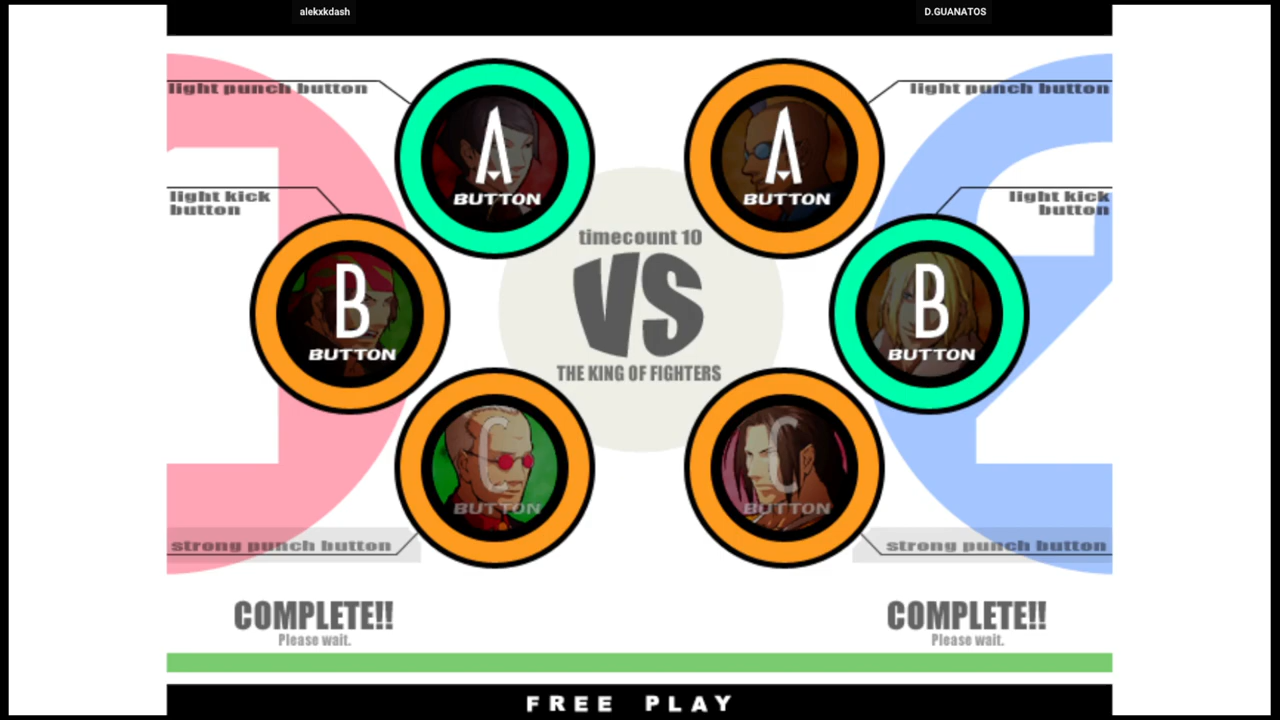 alekxkdash
D.GUANATOS
light punch button
light punch button
A
BUTTON
A
BUTTON
light kick
button
light kick
button
timecount 10
VS
THE KING OF FIGHTERS
B
BUTTON
B
BUTTON
C
BUTTON
C
BUTTON
strong punch button
strong punch button
COMPLETE!!
Please wait.
COMPLETE!!
Please wait.
FREE PLAY